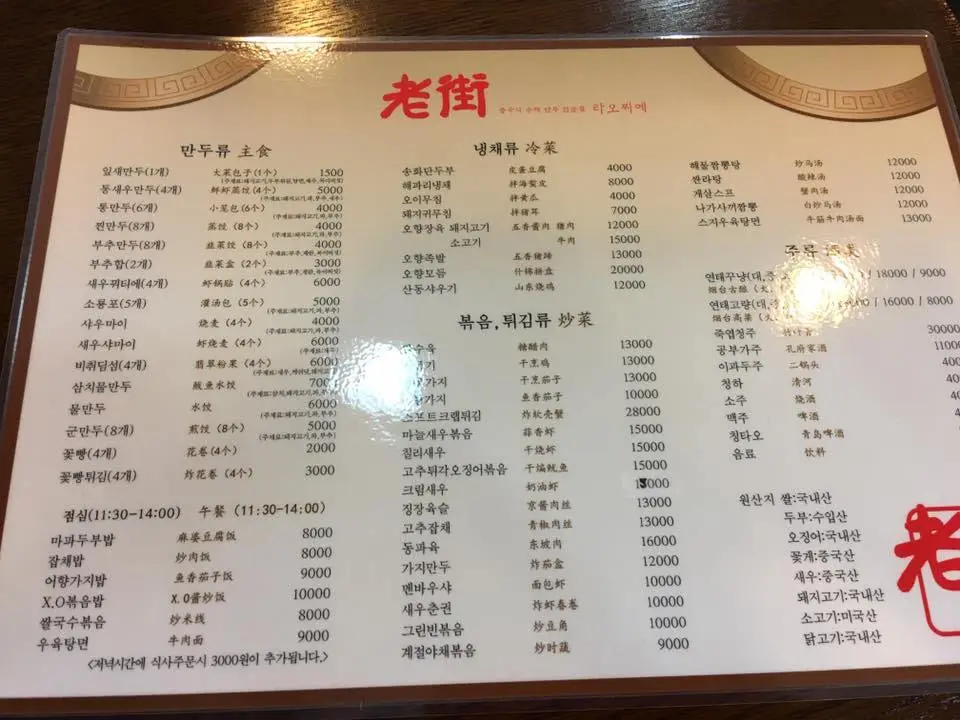 老街 중국식 수제 만두 전문점 라오찌에
만두류 主食
잎새만두(1개) 大菜包子(1个) 1500
통새우만두(4개) 鲜虾蒸饺(4个) 5000
통만두(6개) 小笼包(6个) 4000
찐만두(8개) 蒸饺(8个) 4000
부추만두(8개) 韭菜饺(8个) 4000
부추합(2개) 韭菜盒(2个) 3000
새우꿔티에(4개) 虾锅贴(4个) 6000
소룡포(5개) 灌汤包(5个) 5000
샤우마이 烧麦(4个) 4000
새우샤마이 虾烧麦(4个) 6000
비취딤섬(4개) 翡翠粉果(4个) 6000
삼치물만두 鲅鱼水饺 7000
물만두 水饺 6000
군만두(8개) 煎饺(8个) 5000
꽃빵(4개) 花卷(4个) 2000
꽃빵튀김(4개) 炸花卷(4个) 3000
점심(11:30-14:00) 午餐(11:30-14:00)
마파두부밥 麻婆豆腐饭 8000
잡채밥 炒肉饭 8000
어향가지밥 鱼香茄子饭 9000
X.O볶음밥 X.O酱炒饭 10000
쌀국수볶음 炒米线 8000
우육탕면 牛肉面 9000
<저녁시간에 식사주문시 3000원이 추가됩니다.>
냉채류 冷菜
송화단두부 皮蛋豆腐 4000
해파리냉채 拌海蜇皮 8000
오이무침 拌黄瓜 4000
돼지귀무침 拌猪耳 7000
오향장육 돼지고기 五香酱肉 猪肉 12000
소고기 牛肉 15000
오향족발 五香猪蹄 13000
오향모듬 什锦拼盘 20000
산동샤우기 山东烧鸡 12000
볶음,튀김류 炒菜
수육 糖醋肉 13000
기 干烹鸡 13000
가지 干烹茄子 13000
가지 鱼香茄子 10000
소프트크랩튀김 炸软壳蟹 28000
마늘새우볶음 蒜香虾 15000
칠리새우 干烧虾 15000
고추튀각오징어볶음 干煸鱿鱼 15000
크림새우 奶油虾
징장육슬 京酱肉丝 13000
고추잡채 青椒肉丝 13000
동파육 东坡肉 16000
가지만두 炸茄盒 12000
멘바우샤 面包虾 10000
새우춘권 炸虾春卷 10000
그린빈볶음 炒豆角 10000
계절야채볶음 炒时蔬 9000
해물짬뽕탕 炒马汤 12000
쏸라탕 酸辣汤 12000
게살스프 蟹肉汤 12000
나가사끼짬뽕 白炒马汤 12000
스지우육탕면 牛筋牛肉汤面 13000
주류
연태구냥(대, / 18000 / 9000
烟台古酿
연태고량(대,중 / 16000 / 8000
烟台高粱
죽엽청주 30000
공부가주 孔府家酒
이과두주 二锅头
청하 清河
소주 烧酒
맥주 啤酒
칭타오 青岛啤酒
음료 饮料
원산지 쌀:국내산
두부:수입산
오징어:국내산
꽃게:중국산
새우:중국산
돼지고기:국내산
소고기:미국산
닭고기:국내산
老